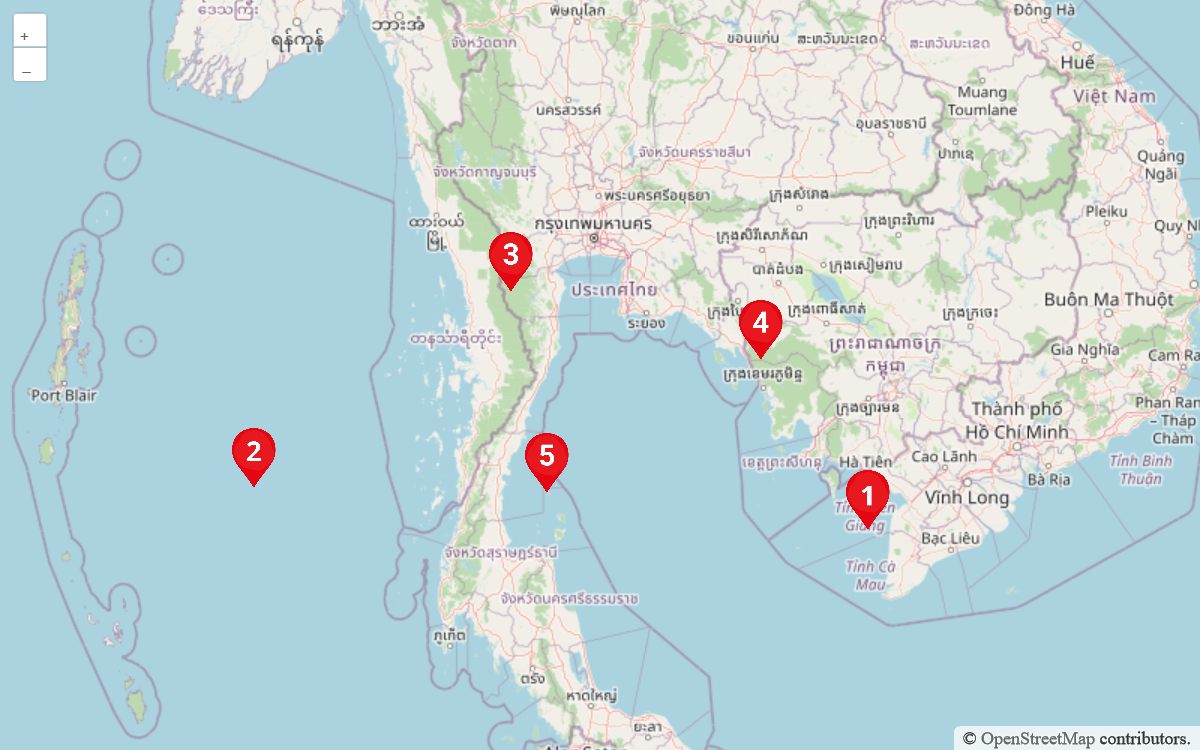 ဒေသကြီး
ရန်ကုန်
ဘားအံ
พิษณุโลก
จังหวัดตาก
ขอนแก่น
ສະຫວັນນະເຂດ
ສະຫວັນນະເຂດ
Đông Hà
Huế
Việt Nam
Muang
Toumlane
นครสวรรค์
อุบลราชธานี
ປາກເຊ
Quảng
Ngãi
จังหวัดนครราชสีมา
จังหวัดกาญจนบุรี
พระนครศรีอยุธยา
ក្រុងសំរោង
Pleiku
Quy N
ထားဝယ်
မြို့
กรุงเทพมหานคร
ក្រុងសិរីសោភ័ណ
ក្រុងព្រះវិហារ
3
បាត់ដំបង
ក្រុងសៀមរាប
ประเทศไทย
Buôn Ma Thuột
ระยอง
4
ក្រុងពោធិ៍សាត់
ក្រុងក្រចេះ
တနင်္သာရီတိုင်း
ព្រះរាជាណាចក្រ
កម្ពុជា
Gia Nghĩa
Cam Ra
ក្រុងខេមរភូមិន្ទ
Port Blair
Thành phố
Hồ Chí Minh
Phan Ran
– Tháp
Chàm
2
5
ខេត្តព្រះសីហនុ
Hà Tiên
Cao Lãnh
Bà Rịa
Tỉnh Bình
Thuận
1
Vĩnh Long
Giang
Bạc Liêu
จังหวัดสุราษฎร์ธานี
Tỉnh Cà
Mau
จังหวัดนครศรีธรรมราช
ภูเก็ต
ตรัง
หาดใหญ่
ยะลา
+
–
© OpenStreetMap contributors.